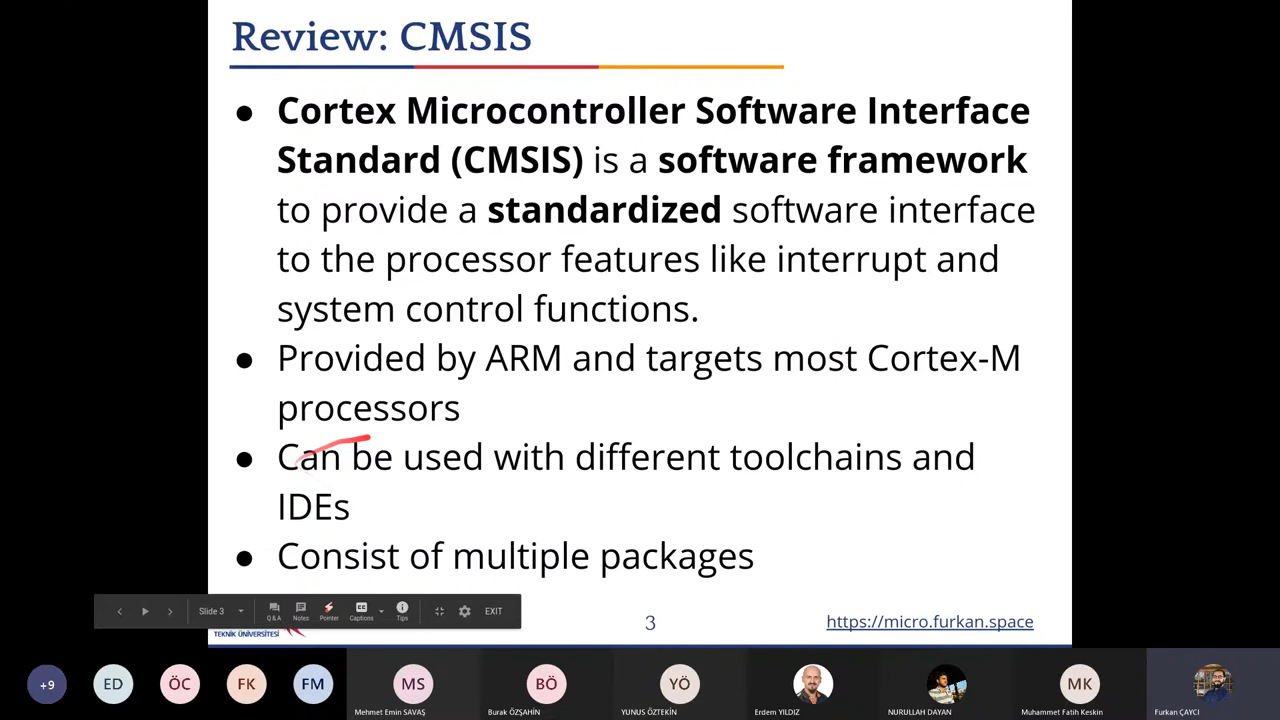 Review: CMSIS
● Cortex Microcontroller Software Interface
Standard (CMSIS) is a software framework
to provide a standardized software interface
to the processor features like interrupt and
system control functions.
● Provided by ARM and targets most Cortex-M
processors
● Can be used with different toolchains and
IDEs
● Consist of multiple packages
Slide 3
Q & A
Notes
Pointer
CC
Captions
Tips
EXIT
TEKNİK ÜNİVERSİTESİ
3
https://micro.furkan.space
+9
ED
ÖC
FK
FM
MS
Mehmet Emin SAVAŞ
BÖ
Burak ÖZŞAHİN
YÖ
YUNUS ÖZTEKİN
Erdem YILDIZ
NURULLAH DAYAN
MK
Muhammet Fatih Keskin
Furkan ÇAYCI